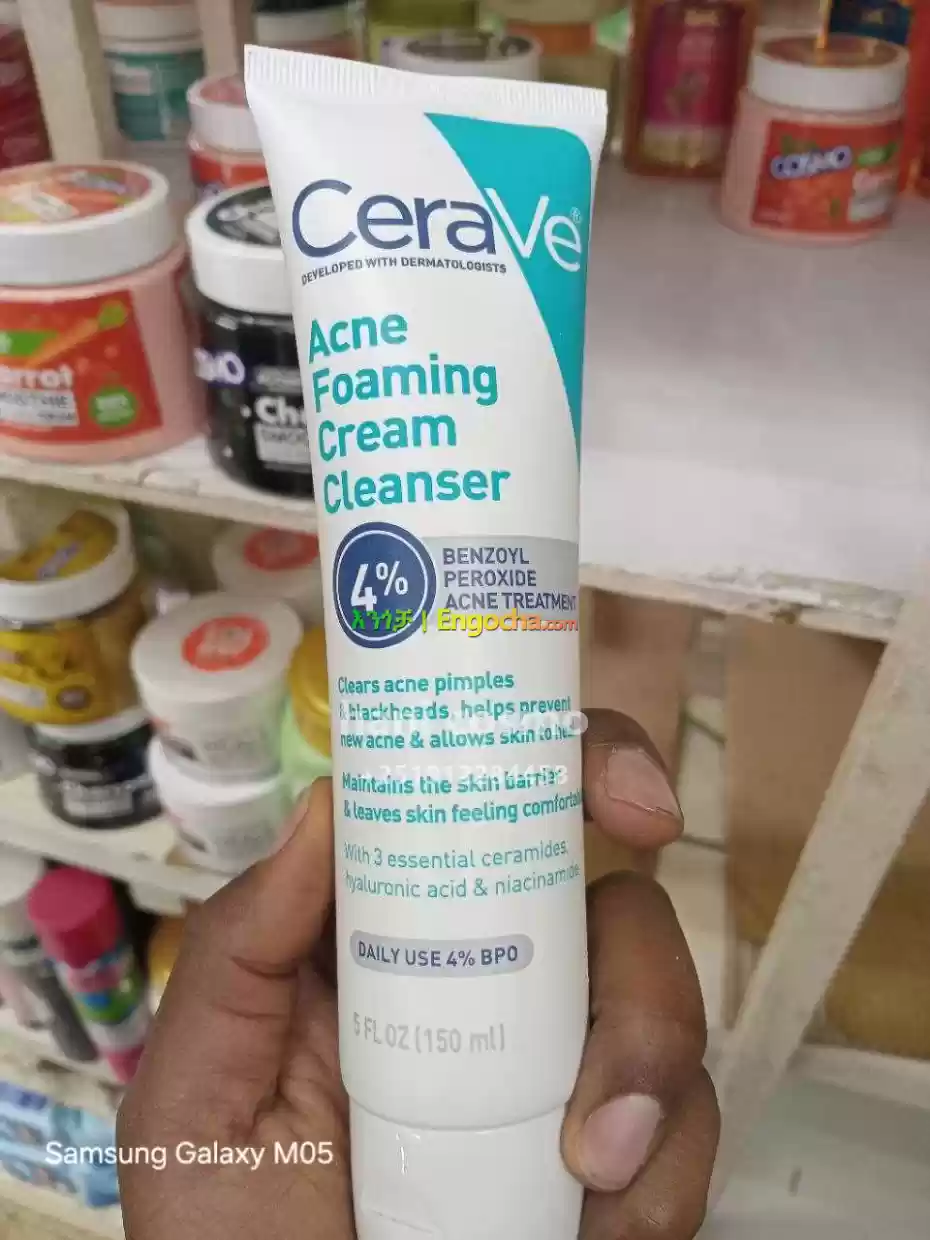 CeraVe®
DEVELOPED WITH DERMATOLOGISTS
Acne
Foaming
Cream
Cleanser
4%
BENZOYL
PEROXIDE
ACNE TREATMENT
እንጎቻ | Engocha.com
Clears acne pimples
& blackheads, helps prevent
new acne & allows skin to
cosmo
Maintains the skin barrier
& leaves skin feeling
With 3 essential ceramides,
hyaluronic acid & niacinamide
DAILY USE 4% BPO
5 FL OZ (150 ml)
COSMO
Samsung Galaxy M05